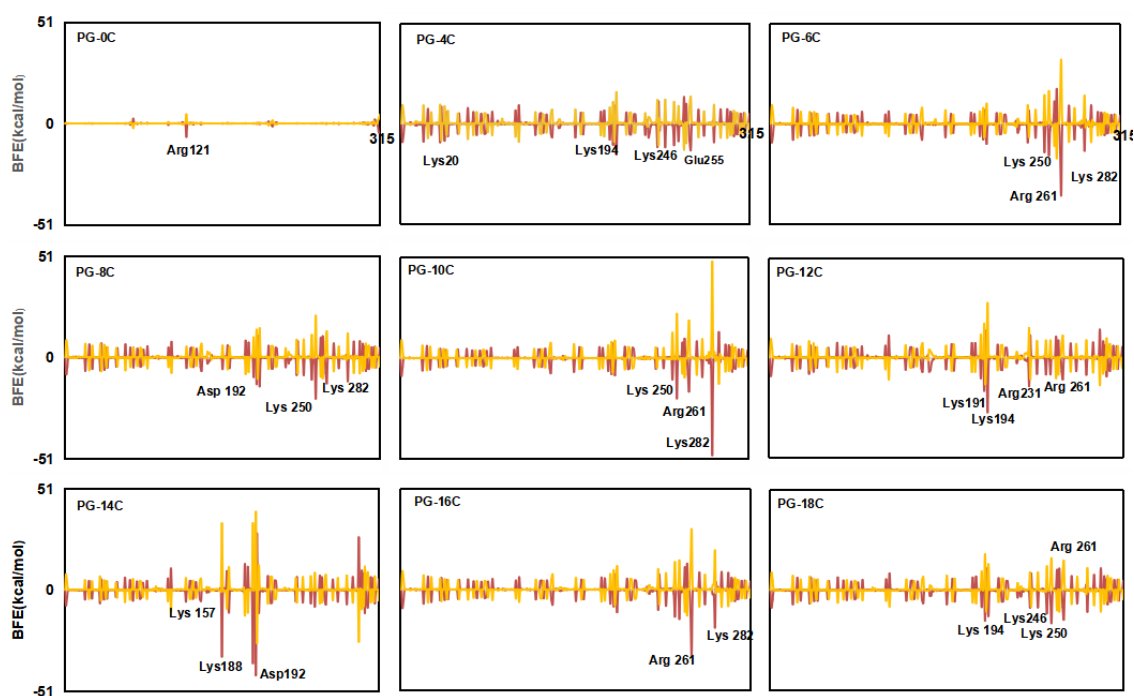 51
PG-0C
PG-4C
PG-6C
BFE(kcal/mol)
0
315
315
315
Arg121
Lys20
Lys194
Lys246
Glu255
Lys 250
Lys 282
Arg 261
-51
51
PG-8C
PG-10C
PG-12C
BFE(kcal/mol)
0
Asp 192
Lys 282
Lys 250
Lys 250
Arg261
Lys282
Lys191
Arg231
Arg 261
Lys194
-51
51
PG-14C
PG-16C
PG-18C
BFE(kcal/mol)
0
Arg 261
Lys 157
Lys188
Asp192
Lys 282
Arg 261
Lys246
Lys 194
Lys 250
-51